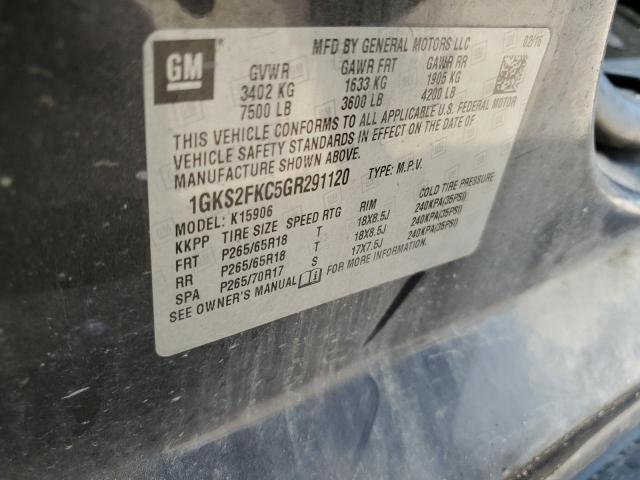 GM
MFD BY GENERAL MOTORS LLC
02/16
GVWR GAWR FRT GAWR RR
3402 KG 1633 KG 1905 KG
7500 LB 3600 LB 4200 LB
THIS VEHICLE CONFORMS TO ALL APPLICABLE U.S. FEDERAL MOTOR
VEHICLE SAFETY STANDARDS IN EFFECT ON THE DATE OF
MANUFACTURE SHOWN ABOVE.
1GKS2FKC5GR291120 TYPE: M.P.V.
MODEL: K15906
KKPP TIRE SIZE SPEED RTG RIM COLD TIRE PRESSURE
FRT P265/65R18 T 18X8.5J 240KPA(35PSI)
RR P265/65R18 T 18X8.5J 240KPA(35PSI)
SPA P265/70R17 S 17X7.5J 240KPA(35PSI)
SEE OWNER'S MANUAL FOR MORE INFORMATION.